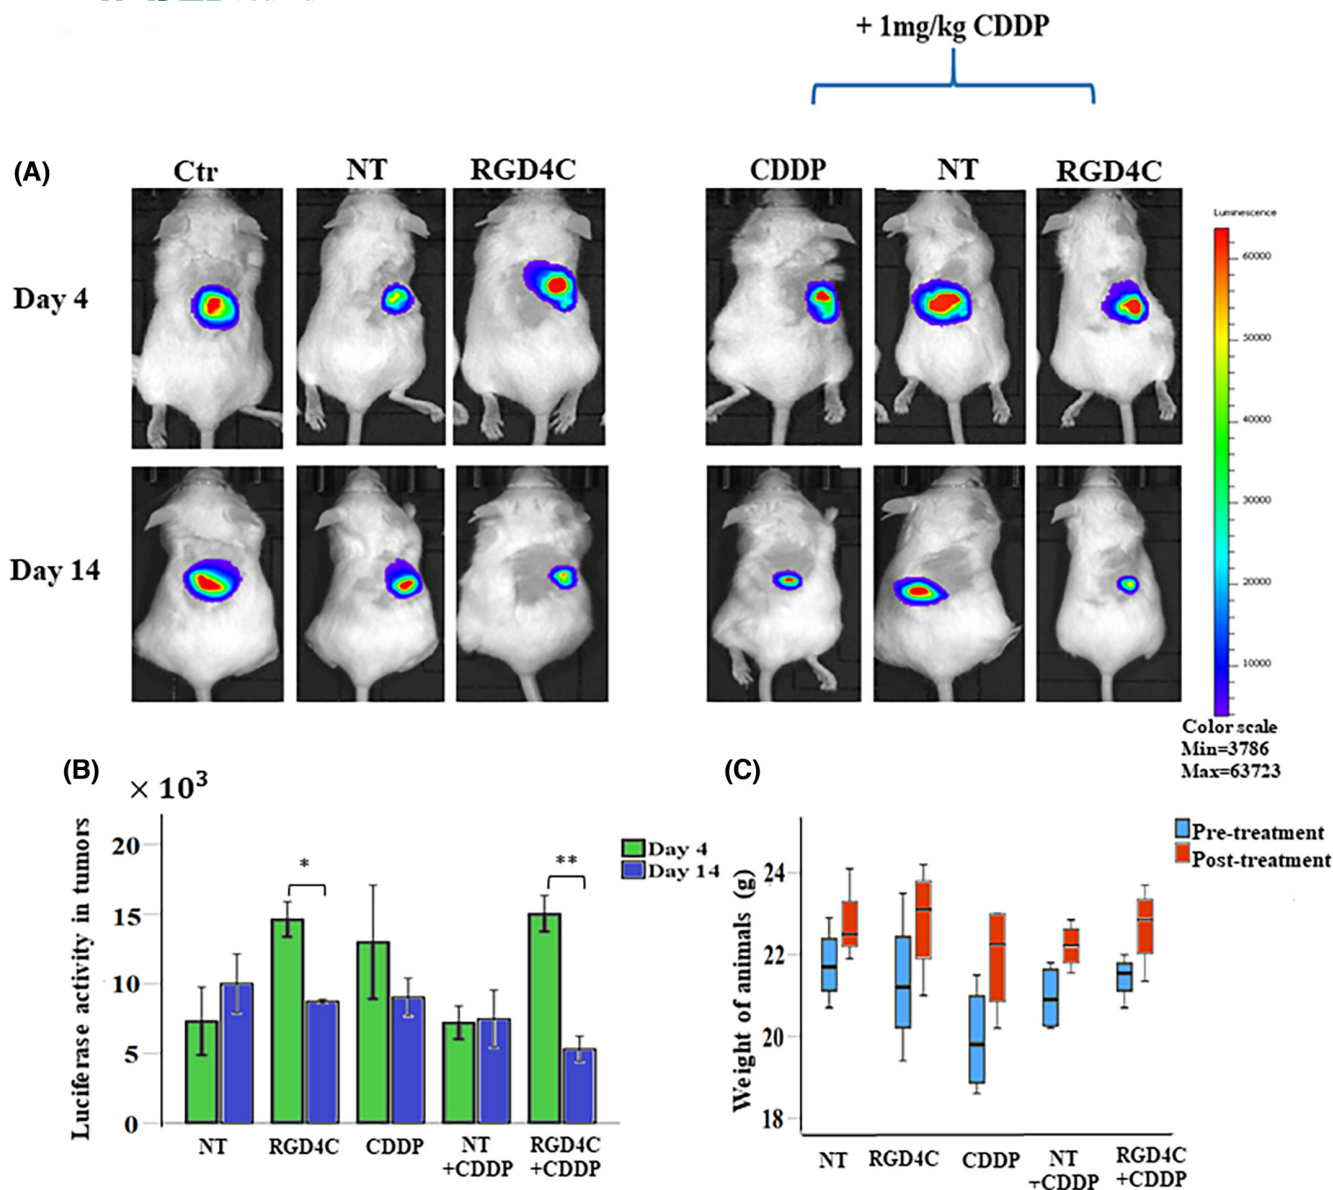 + 1mg/kg CDDP
(A)
Ctr
NT
RGD4C
CDDP
NT
RGD4C
Day 4
Day 14
Luminescence
60000
50000
40000
30000
20000
10000
Color scale
Min=3786
Max=63723
(B)
× 10³
Luciferase activity in tumors
20
15
10
5
0
*
**
Day 4
Day 14
NT
RGD4C
CDDP
NT
+CDDP
RGD4C
+CDDP
(C)
Weight of animals (g)
24
22
20
18
Pre-treatment
Post-treatment
NT
RGD4C
CDDP
NT
+CDDP
RGD4C
+CDDP